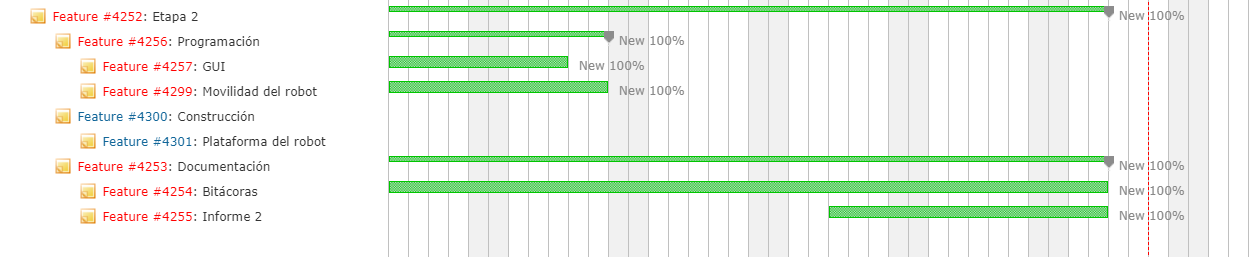 Feature #4252: Etapa 2 New 100%
Feature #4256: Programación New 100%
Feature #4257: GUI New 100%
Feature #4299: Movilidad del robot New 100%
Feature #4300: Construcción
Feature #4301: Plataforma del robot
Feature #4253: Documentación New 100%
Feature #4254: Bitácoras New 100%
Feature #4255: Informe 2 New 100%